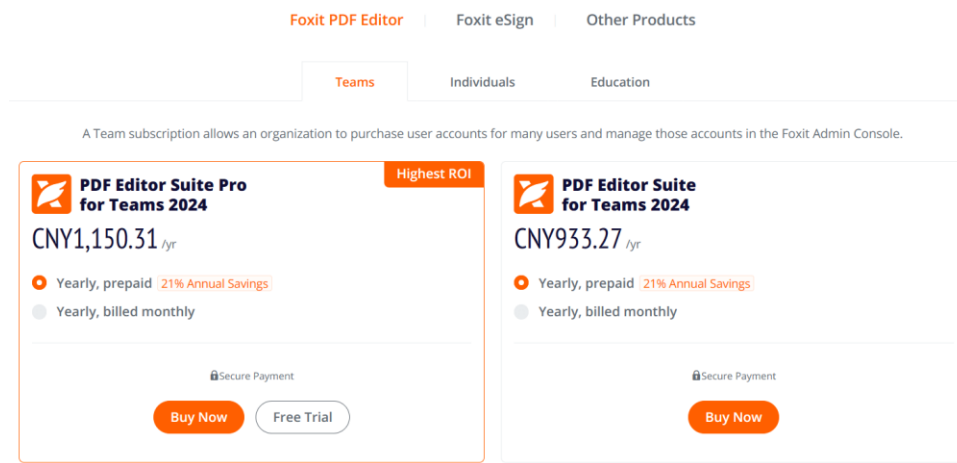 Foxit PDF Editor
Foxit eSign
Other Products
Teams
Individuals
Education
A Team subscription allows an organization to purchase user accounts for many users and manage those accounts in the Foxit Admin Console.
Highest ROI
PDF Editor Suite Pro
for Teams 2024
CNY1,150.31 /yr
Yearly, prepaid 21% Annual Savings
Yearly, billed monthly
Secure Payment
Buy Now
Free Trial
PDF Editor Suite
for Teams 2024
CNY933.27 /yr
Yearly, prepaid 21% Annual Savings
Yearly, billed monthly
Secure Payment
Buy Now